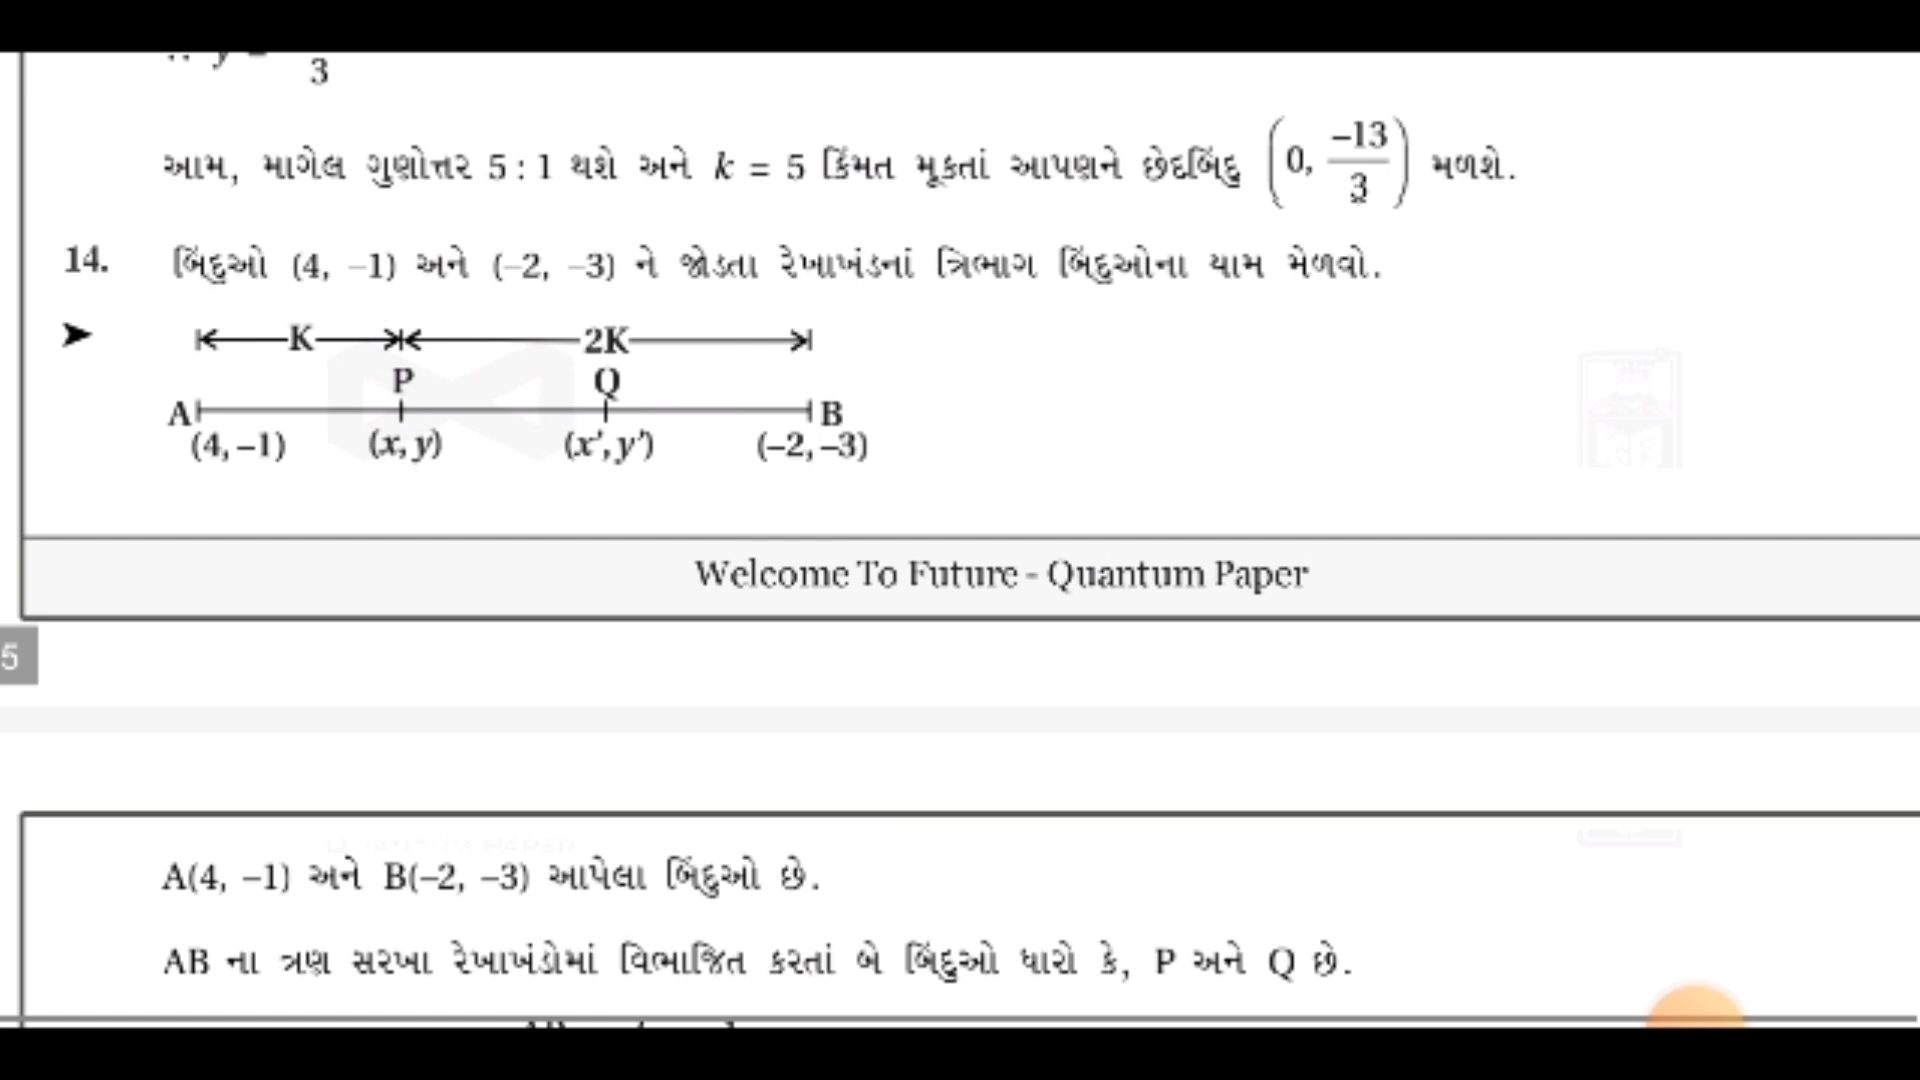 3
આમ, માગેલ ગુણોત્તર 5 : 1 થશે અને k = 5 કિંમત મૂકતાં આપણને છેદબિંદુ (0, –13/3) મળશે.
14. બિંદુઓ (4, –1) અને (–2, –3) ને જોડતા રેખાખંડનાં ત્રિભાગ બિંદુઓના યામ મેળવો.
➤ K 2K
P Q
A B
(4, –1) (x, y) (x′, y′) (–2, –3)
Welcome To Future - Quantum Paper
5
QUANTUM PAPER
A(4, –1) અને B(–2, –3) આપેલા બિંદુઓ છે.
AB ના ત્રણ સરખા રેખાખંડોમાં વિભાજિત કરતાં બે બિંદુઓ ધારો કે, P અને Q છે.